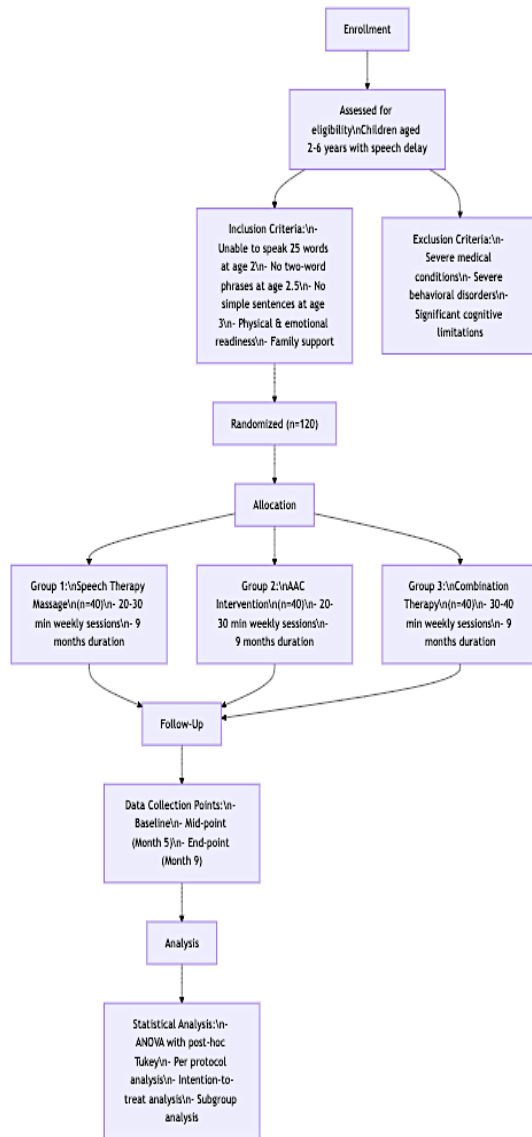 Enrollment
Assessed for
eligibility\nChildren aged
2-6 years with speech delay
Inclusion Criteria:\n-
Unable to speak 25 words
at age 2\n- No two-word
phrases at age 2.5\n- No
simple sentences at age
3\n- Physical & emotional
readiness\n- Family support
Exclusion Criteria:\n-
Severe medical
conditions\n- Severe
behavioral disorders\n-
Significant cognitive
limitations
Randomized (n=120)
Allocation
Group 1:\nSpeech Therapy
Massage\n(n=40)\n- 20-30
min weekly sessions\n- 9
months duration
Group 2:\nAAC
Intervention\n(n=40)\n- 20-
30 min weekly sessions\n-
9 months duration
Group 3:\nCombination
Therapy\n(n=40)\n- 30-40
min weekly sessions\n- 9
months duration
Follow-Up
Data Collection Points:\n-
Baseline\n- Mid-point
(Month 5)\n- End-point
(Month 9)
Analysis
Statistical Analysis:\n-
ANOVA with post-hoc
Tukey\n- Per protocol
analysis\n- Intention-to-
treat analysis\n- Subgroup
analysis